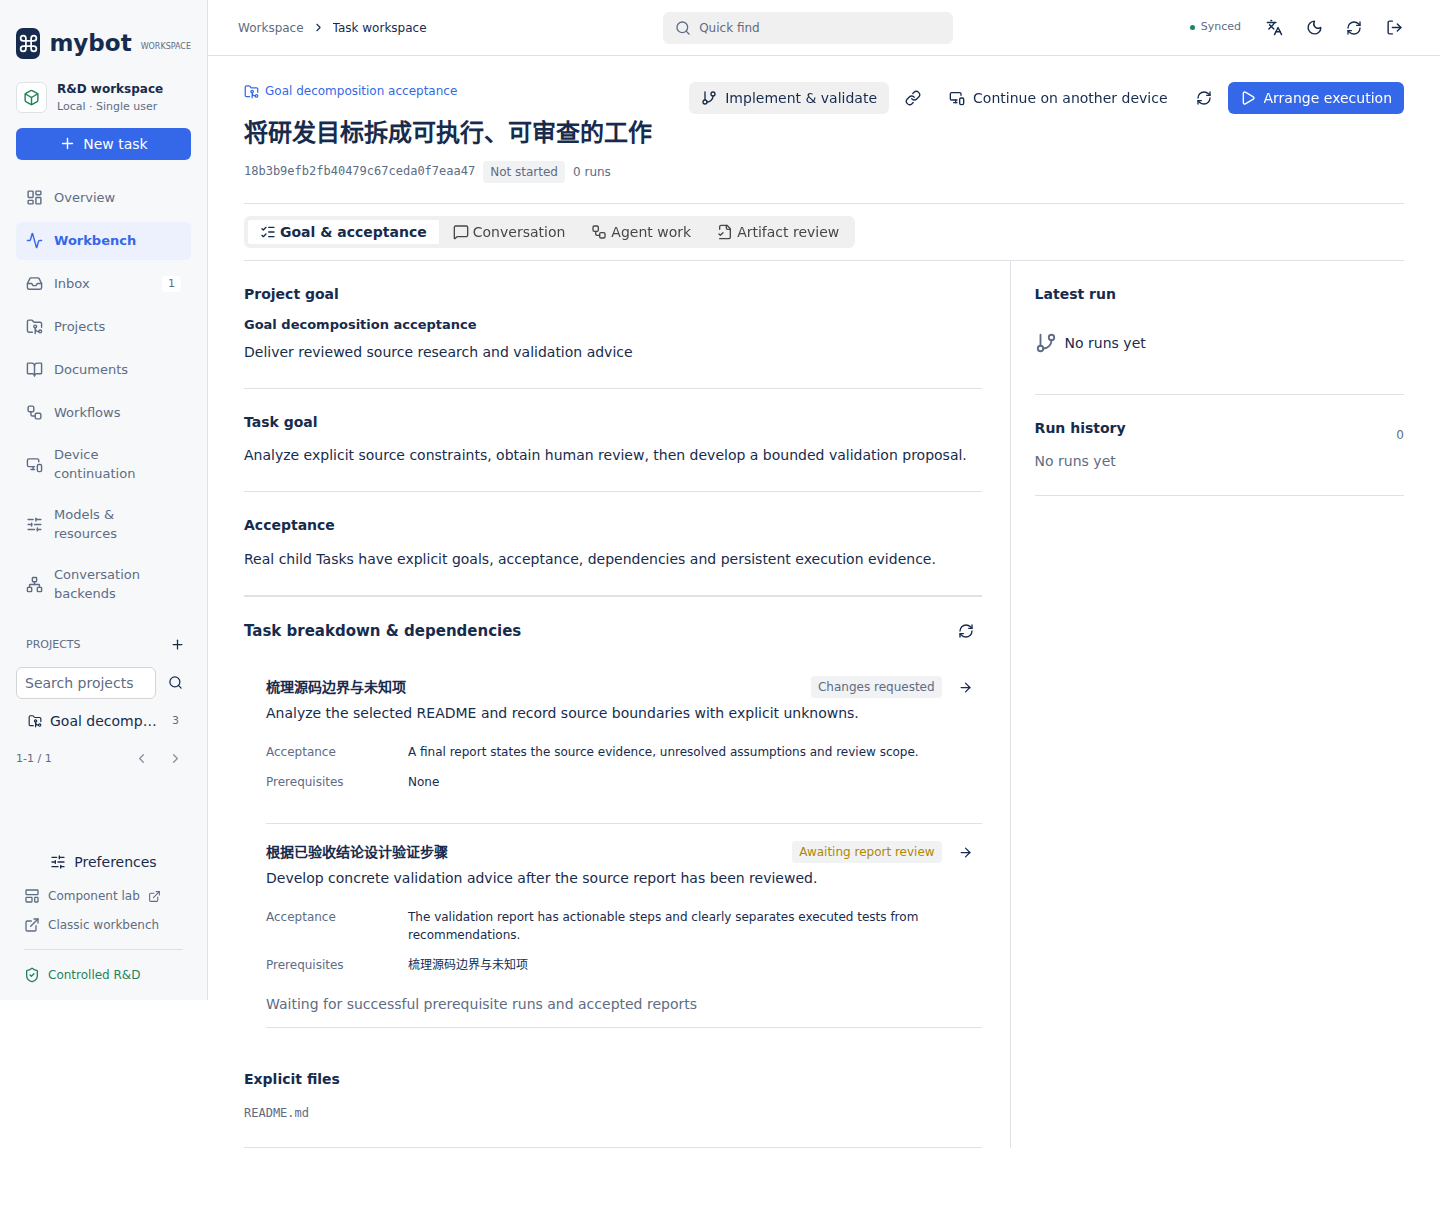 mybot WORKSPACE
R&D workspace
Local · Single user
New task
Overview
Workbench
Inbox 1
Projects
Documents
Workflows
Device
continuation
Models &
resources
Conversation
backends
PROJECTS
Search projects
Goal decomp... 3
1-1 / 1
Preferences
Component lab
Classic workbench
Controlled R&D
Workspace Task workspace
Quick find
Synced
Goal decomposition acceptance
Implement & validate
Continue on another device
Arrange execution
将研发目标拆成可执行、可审查的工作
18b3b9efb2fb40479c67ceda0f7eaa47 Not started 0 runs
Goal & acceptance Conversation Agent work Artifact review
Project goal
Goal decomposition acceptance
Deliver reviewed source research and validation advice
Task goal
Analyze explicit source constraints, obtain human review, then develop a bounded validation proposal.
Acceptance
Real child Tasks have explicit goals, acceptance, dependencies and persistent execution evidence.
Task breakdown & dependencies
梳理源码边界与未知项 Changes requested
Analyze the selected README and record source boundaries with explicit unknowns.
Acceptance A final report states the source evidence, unresolved assumptions and review scope.
Prerequisites None
根据已验收结论设计验证步骤 Awaiting report review
Develop concrete validation advice after the source report has been reviewed.
Acceptance The validation report has actionable steps and clearly separates executed tests from
recommendations.
Prerequisites 梳理源码边界与未知项
Waiting for successful prerequisite runs and accepted reports
Explicit files
README.md
Latest run
No runs yet
Run history 0
No runs yet